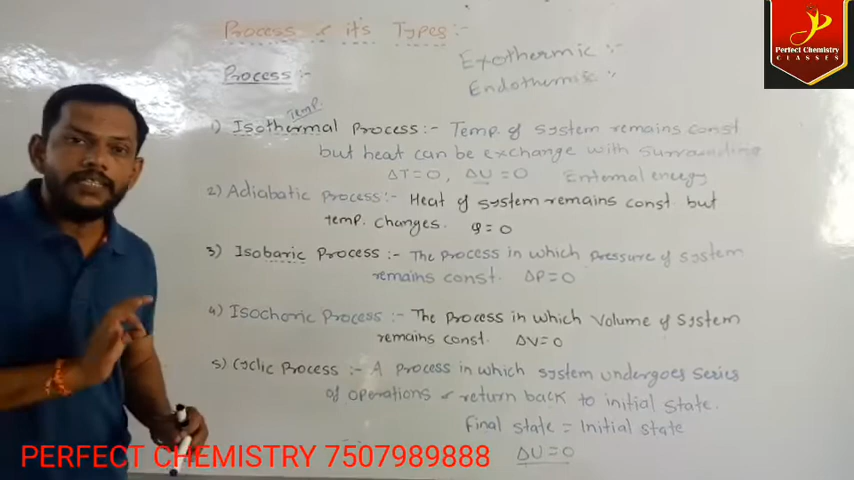 Process & it's Types :-
Exothermic :-
Process :-
Endothermic :-
Temp.
1) Isothermal Process :- Temp. of system remains const
but heat can be exchange with surrounding
ΔT=0, ΔU=0 Internal energy
2) Adiabatic Process :- Heat of system remains const. but
temp. changes. q=0
3) Isobaric Process :- The Process in which Pressure of system
remains const. ΔP=0
4) Isochoric Process :- The Process in which Volume of System
remains const. ΔV=0
5) Cyclic Process :- A Process in which system undergoes Series
of operations & return back to initial State.
Final state = Initial state
ΔU=0
Perfect Chemistry
CLASSES
PERFECT CHEMISTRY 7507989888